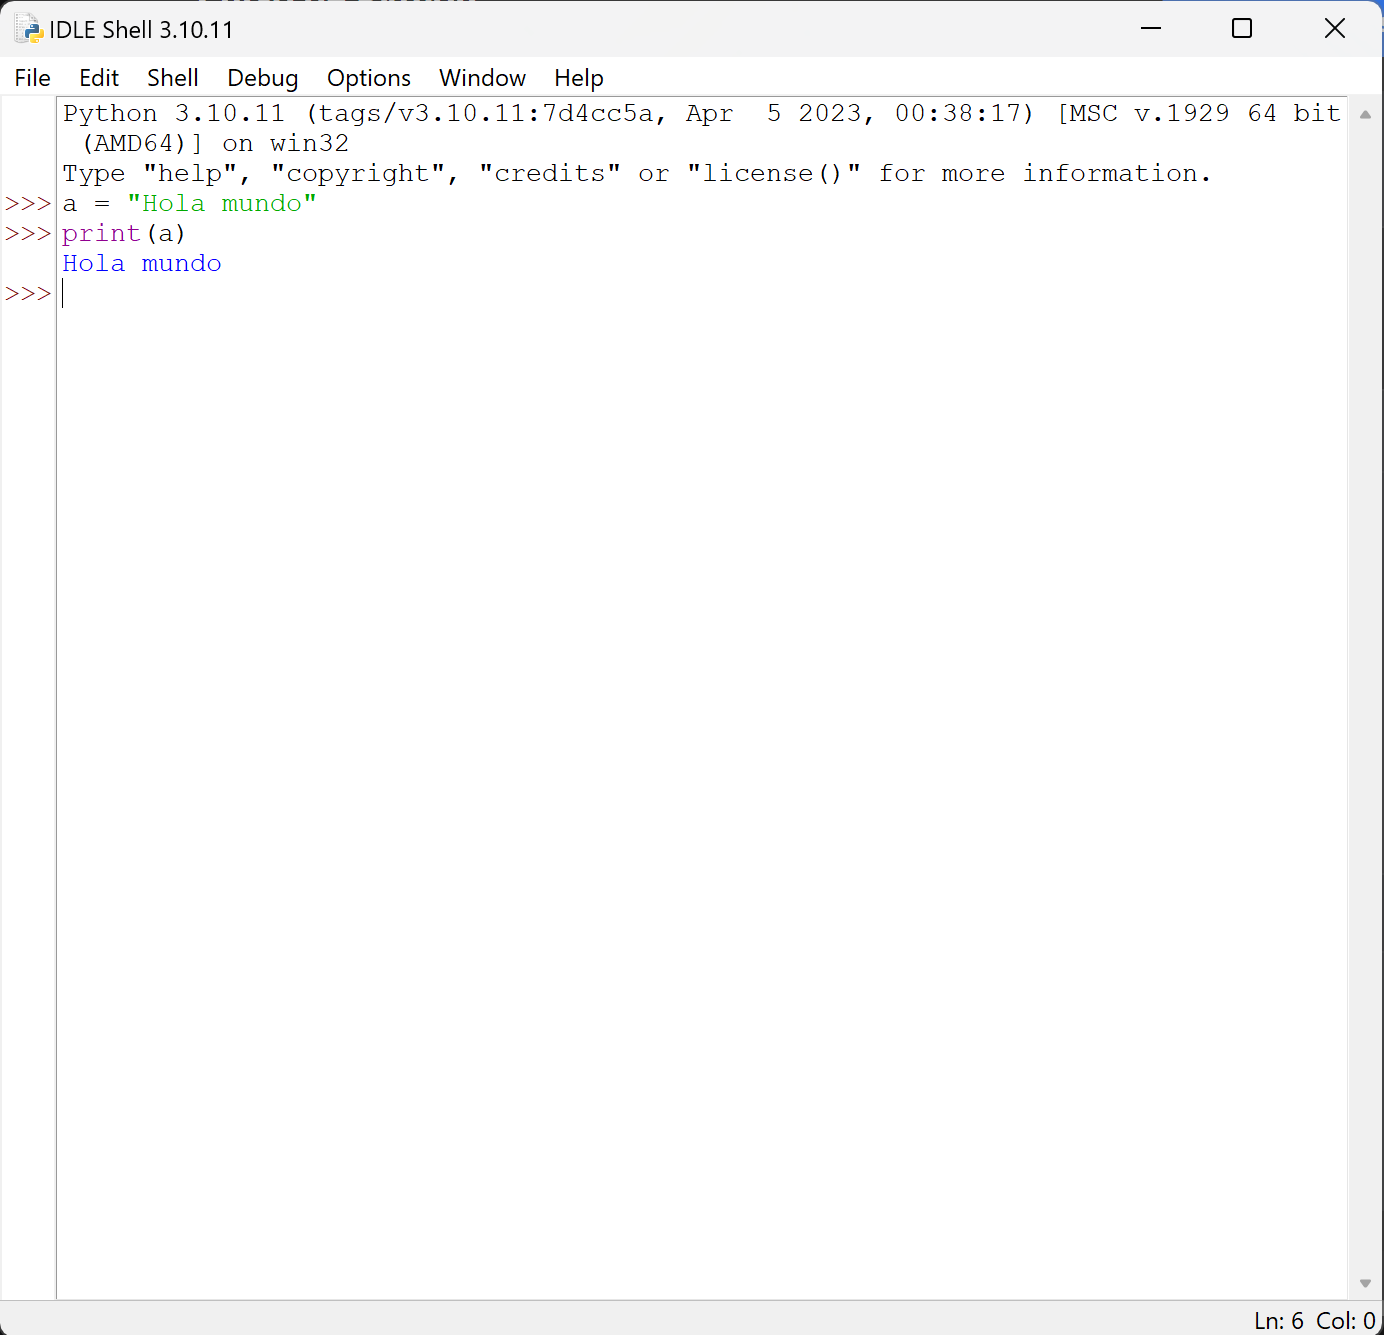 IDLE Shell 3.10.11
File Edit Shell Debug Options Window Help
Python 3.10.11 (tags/v3.10.11:7d4cc5a, Apr  5 2023, 00:38:17) [MSC v.1929 64 bit
 (AMD64)] on win32
Type "help", "copyright", "credits" or "license()" for more information.
>>> a = "Hola mundo"
>>> print(a)
Hola mundo
>>>
Ln: 6 Col: 0